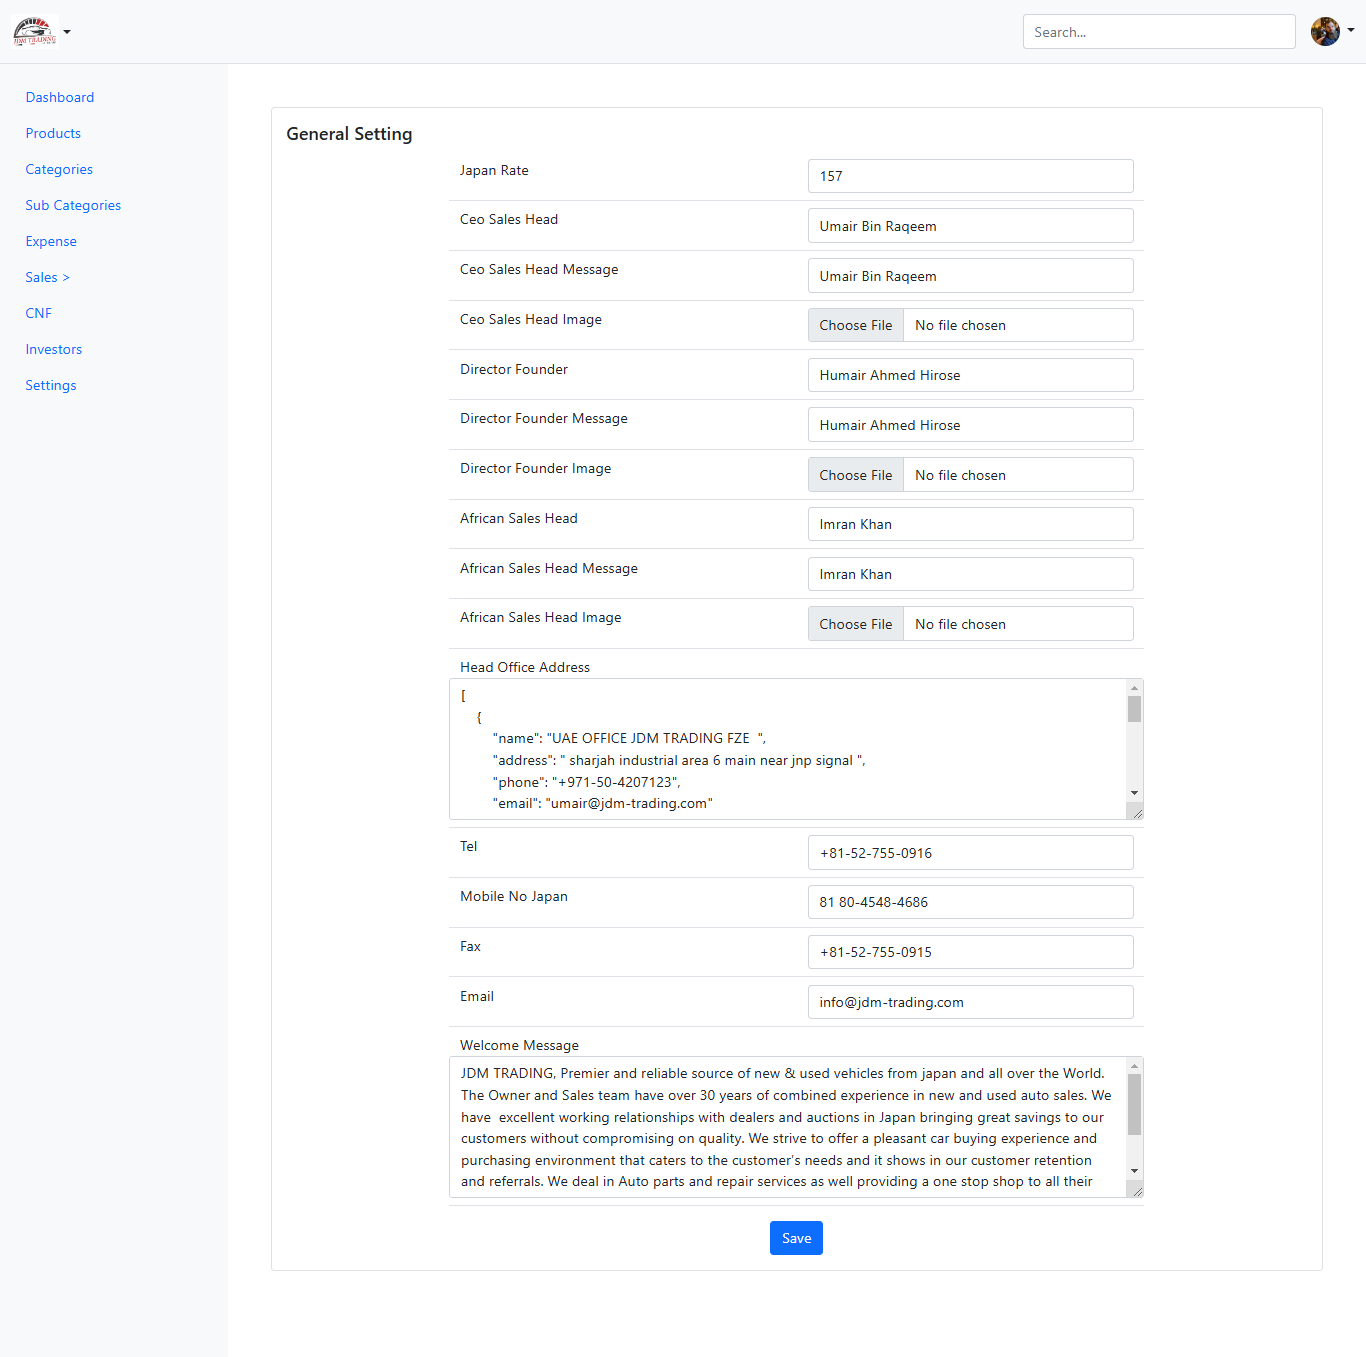 JDM TRADING
Search...
Dashboard
Products
Categories
Sub Categories
Expense
Sales >
CNF
Investors
Settings
General Setting
Japan Rate
157
Ceo Sales Head
Umair Bin Raqeem
Ceo Sales Head Message
Umair Bin Raqeem
Ceo Sales Head Image
Choose File No file chosen
Director Founder
Humair Ahmed Hirose
Director Founder Message
Humair Ahmed Hirose
Director Founder Image
Choose File No file chosen
African Sales Head
Imran Khan
African Sales Head Message
Imran Khan
African Sales Head Image
Choose File No file chosen
Head Office Address
[
{
"name": "UAE OFFICE JDM TRADING FZE  ",
"address": " sharjah industrial area 6 main near jnp signal ",
"phone": "+971-50-4207123",
"email": "umair@jdm-trading.com"
Tel
+81-52-755-0916
Mobile No Japan
81 80-4548-4686
Fax
+81-52-755-0915
Email
info@jdm-trading.com
Welcome Message
JDM TRADING, Premier and reliable source of new & used vehicles from japan and all over the World.
The Owner and Sales team have over 30 years of combined experience in new and used auto sales. We
have  excellent working relationships with dealers and auctions in Japan bringing great savings to our
customers without compromising on quality. We strive to offer a pleasant car buying experience and
purchasing environment that caters to the customer’s needs and it shows in our customer retention
and referrals. We deal in Auto parts and repair services as well providing a one stop shop to all their
Save